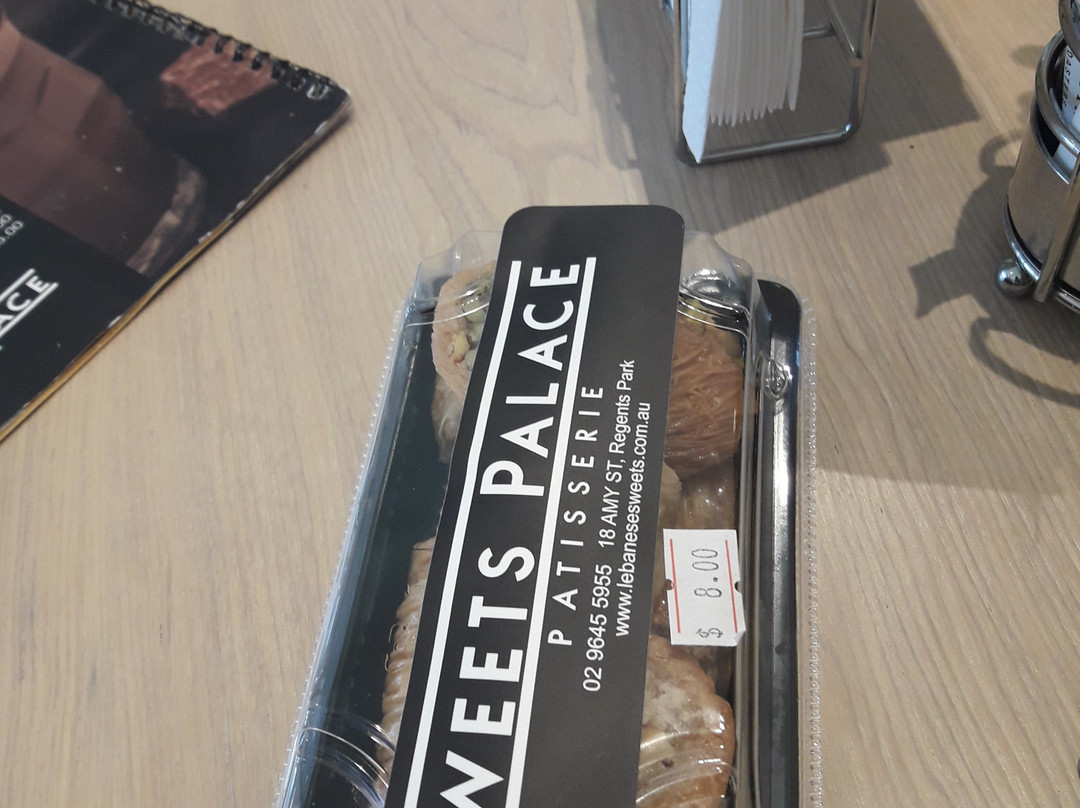 WEETS PALACE
PATISSERIE
02 9645 5955 18 AMY ST, Regents Park
www.lebanesesweets.com.au
$ 8.00
ACE